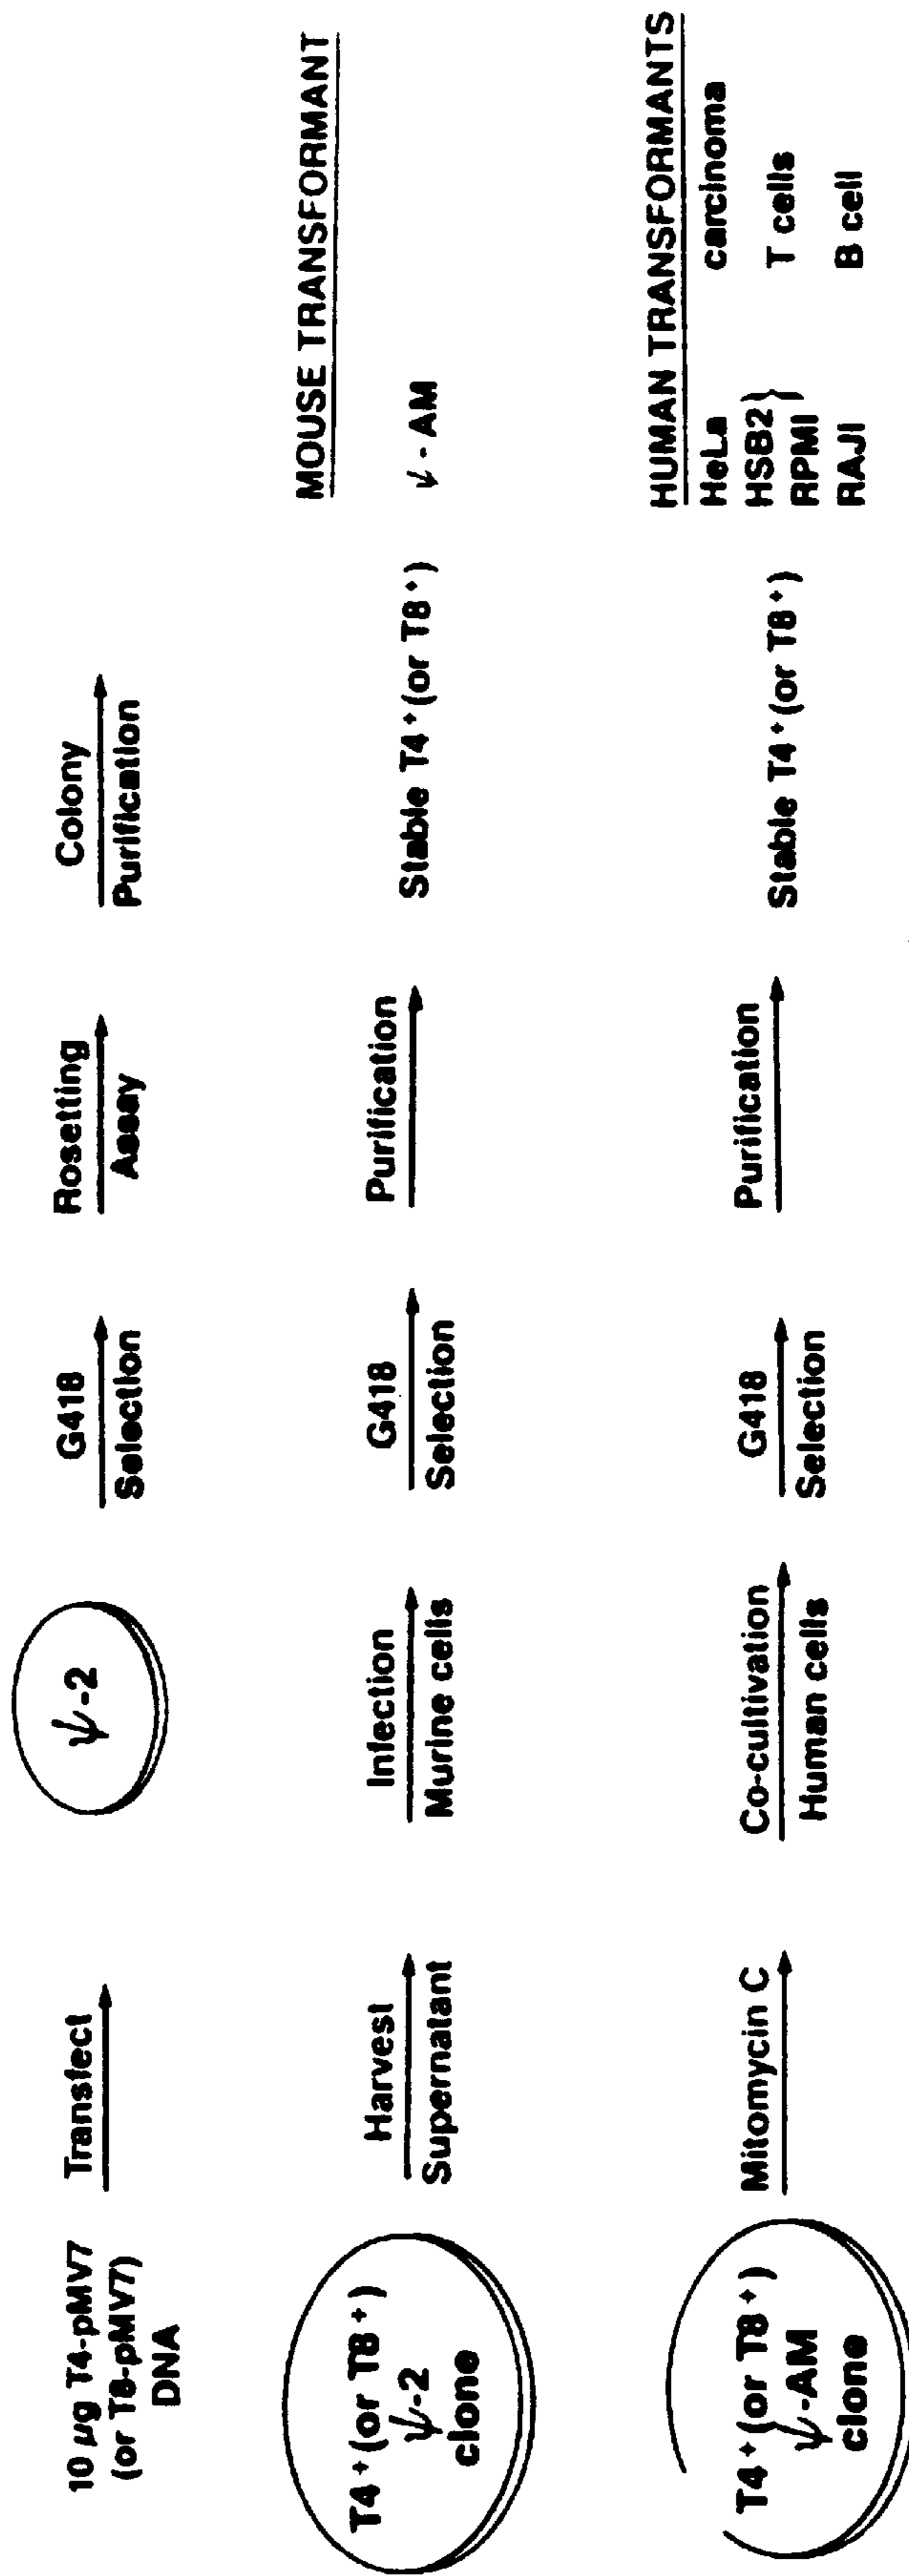 10 µg T4-pMV7
(or T8-pMV7)
DNA
Transfect
ψ-2
G418
Selection
Rosetting
Assay
Colony
Purification
T4⁺(or T8⁺)
ψ-2
clone
Harvest
Supernatant
Infection
Murine cells
G418
Selection
Purification
Stable T4⁺(or T8⁺)
MOUSE TRANSFORMANT
ψ-AM
T4⁺(or T8⁺)
ψ-AM
clone
Mitomycin C
Co-cultivation
Human cells
G418
Selection
Purification
Stable T4⁺(or T8⁺)
HUMAN TRANSFORMANTS
HeLa carcinoma
HSB2
RPMI } T cells
RAJI B cell